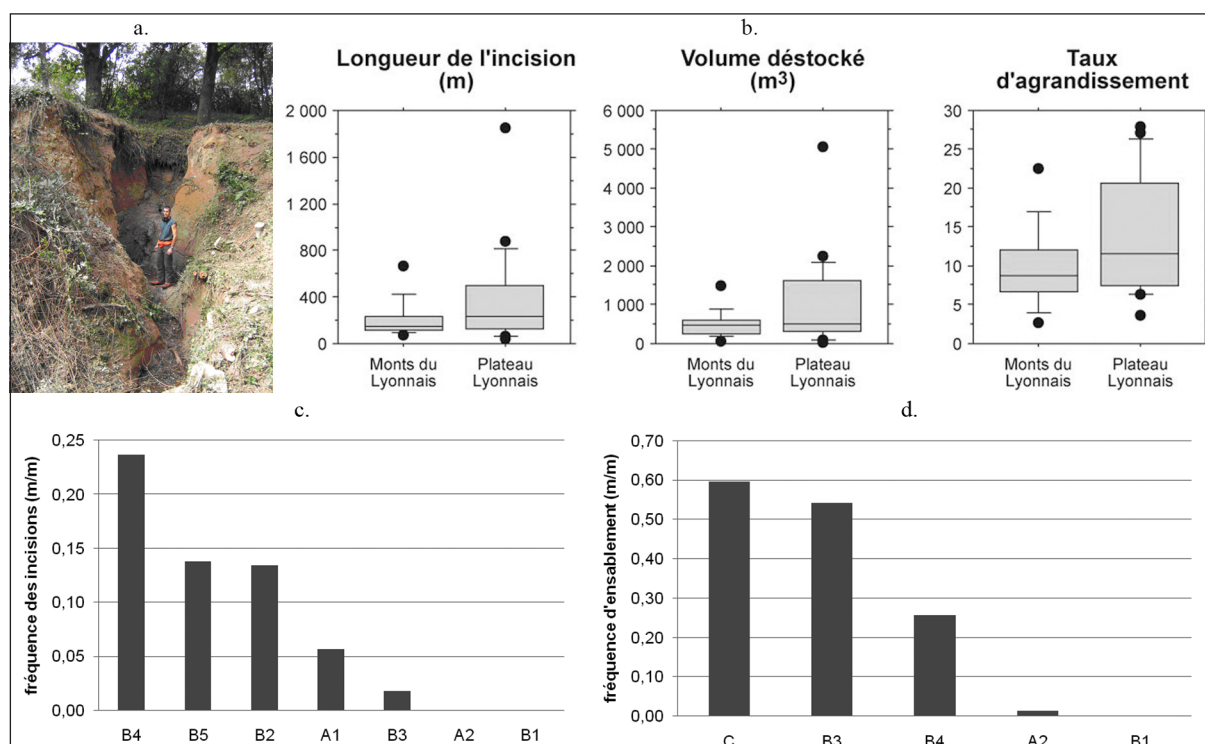 a.
b.
Longueur de l'incision
(m)
2 000
1 600
1 200
800
400
0
Monts du
Lyonnais
Plateau
Lyonnais
Volume déstocké
(m³)
6 000
5 000
4 000
3 000
2 000
1 000
0
Monts du
Lyonnais
Plateau
Lyonnais
Taux
d'agrandissement
30
25
20
15
10
5
0
Monts du
Lyonnais
Plateau
Lyonnais
c.
fréquence des incisions (m/m)
0,25
0,20
0,15
0,10
0,05
0,00
B4 B5 B2 A1 B3 A2 B1
d.
fréquence d'ensablement (m/m)
0,70
0,60
0,50
0,40
0,30
0,20
0,10
0,00
C B3 B4 A2 B1